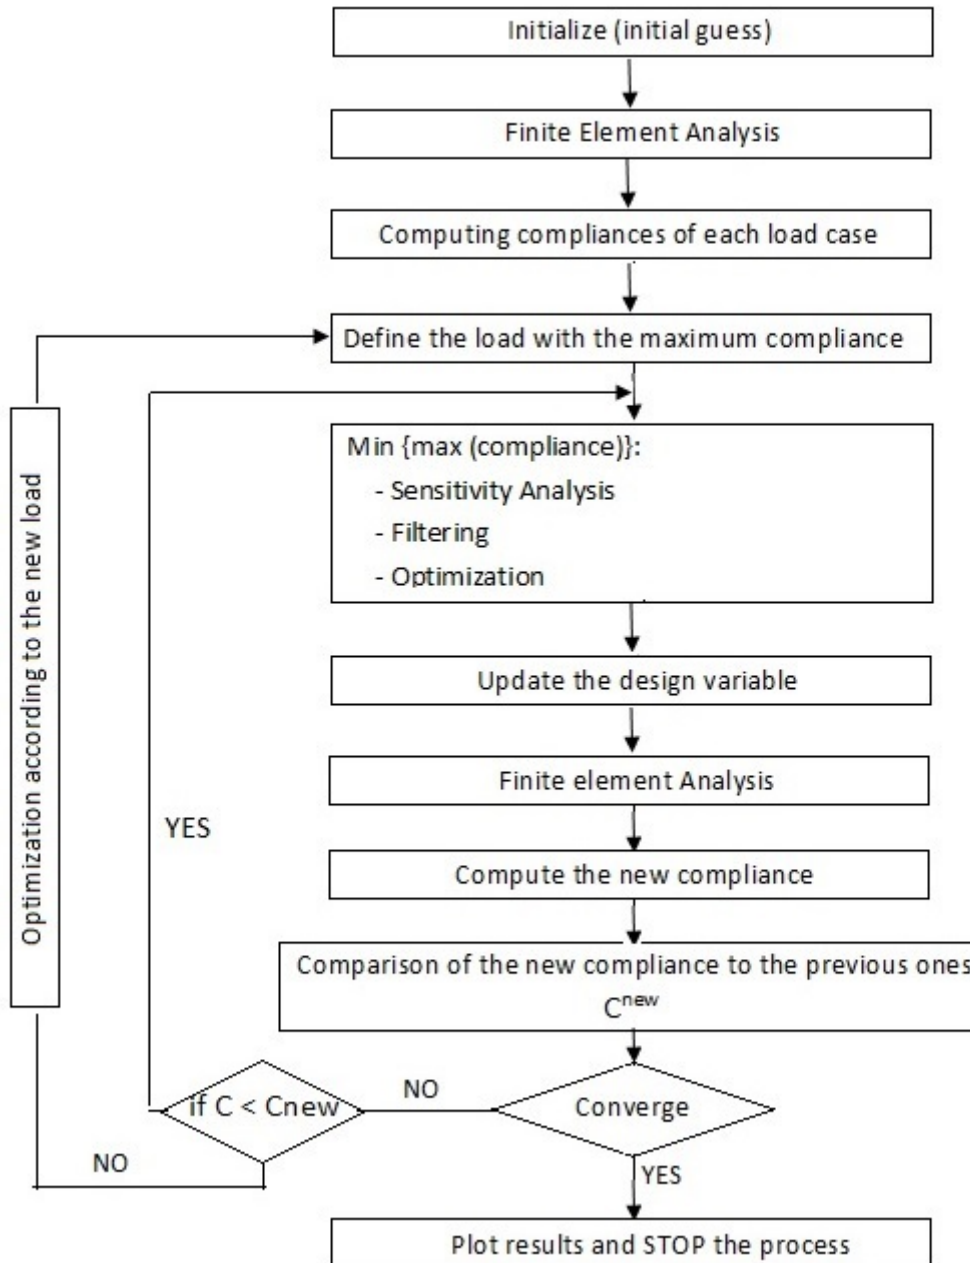 Initialize (initial guess)
Finite Element Analysis
Computing compliances of each load case
Define the load with the maximum compliance
Min {max (compliance)}:
- Sensitivity Analysis
- Filtering
- Optimization
Update the design variable
Finite element Analysis
Compute the new compliance
Comparison of the new compliance to the previous ones
C^new
Converge
NO
if C < Cnew
YES
NO
Optimization according to the new load
YES
Plot results and STOP the process